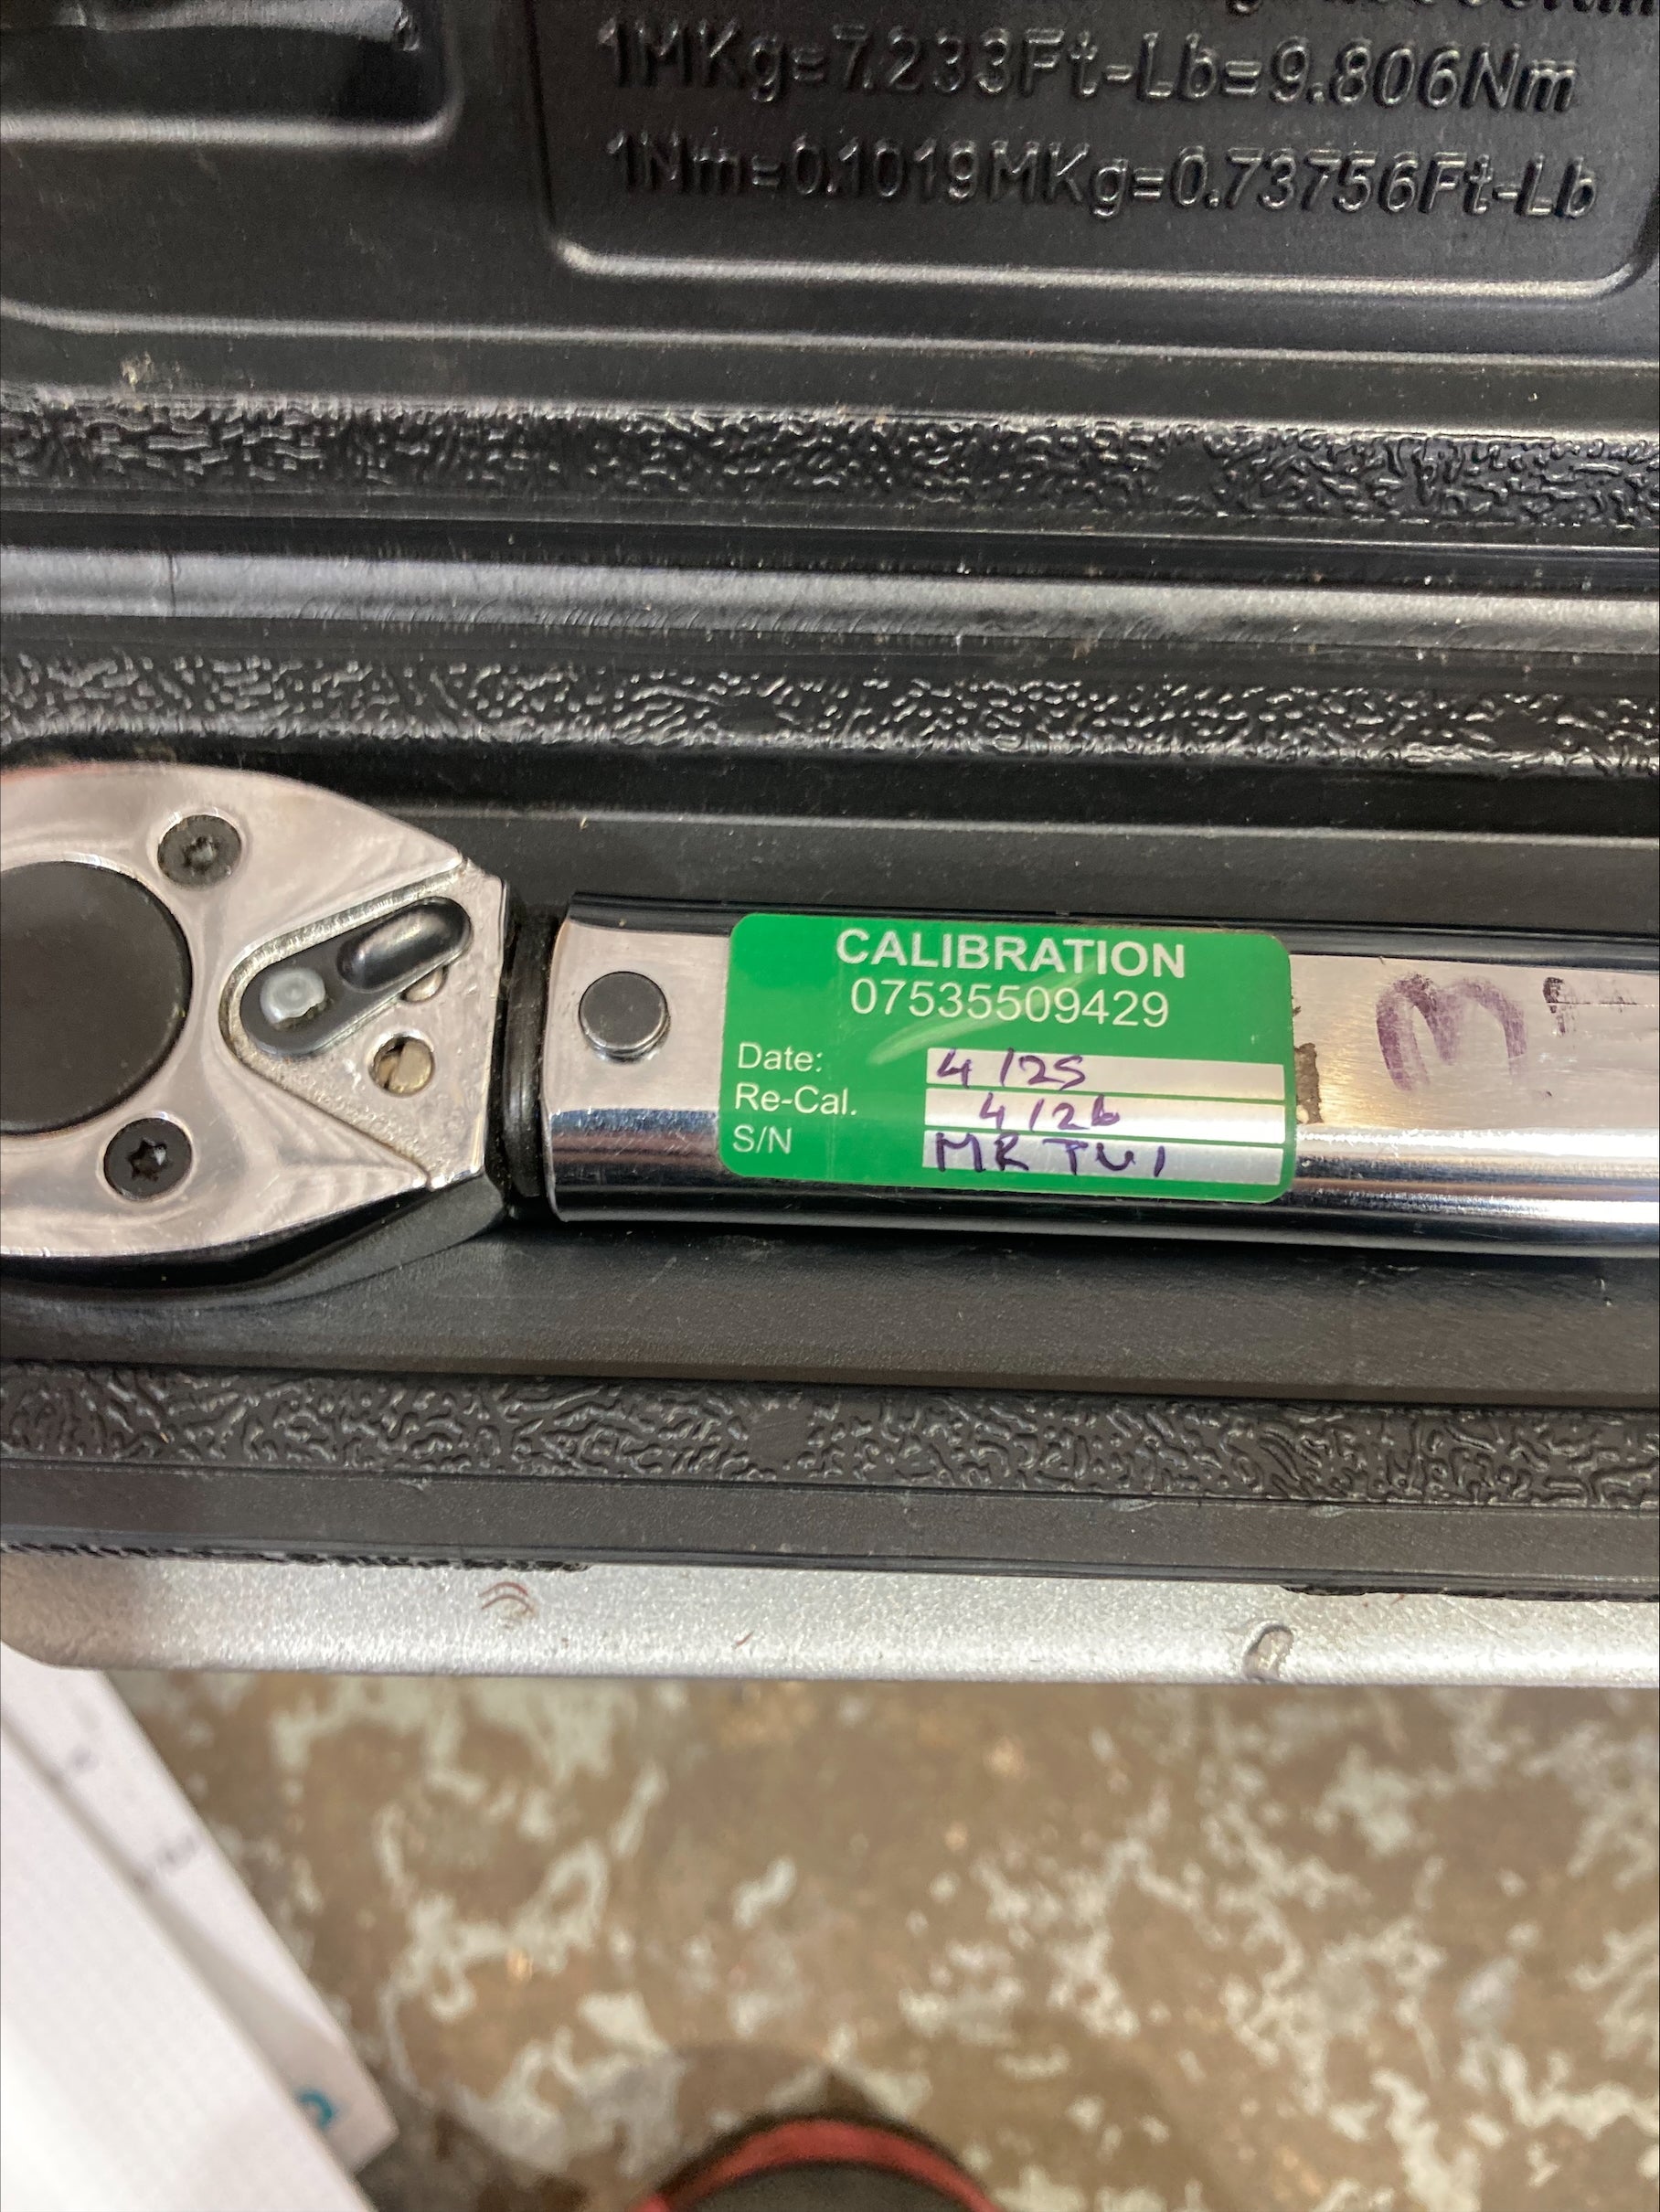 1MKg=7.233Ft-Lb=9.806Nm
1Nm=0.1019MKg=0.73756Ft-Lb
CALIBRATION
07535509429
Date: 4/25
Re-Cal. 4/26
S/N MR TW1